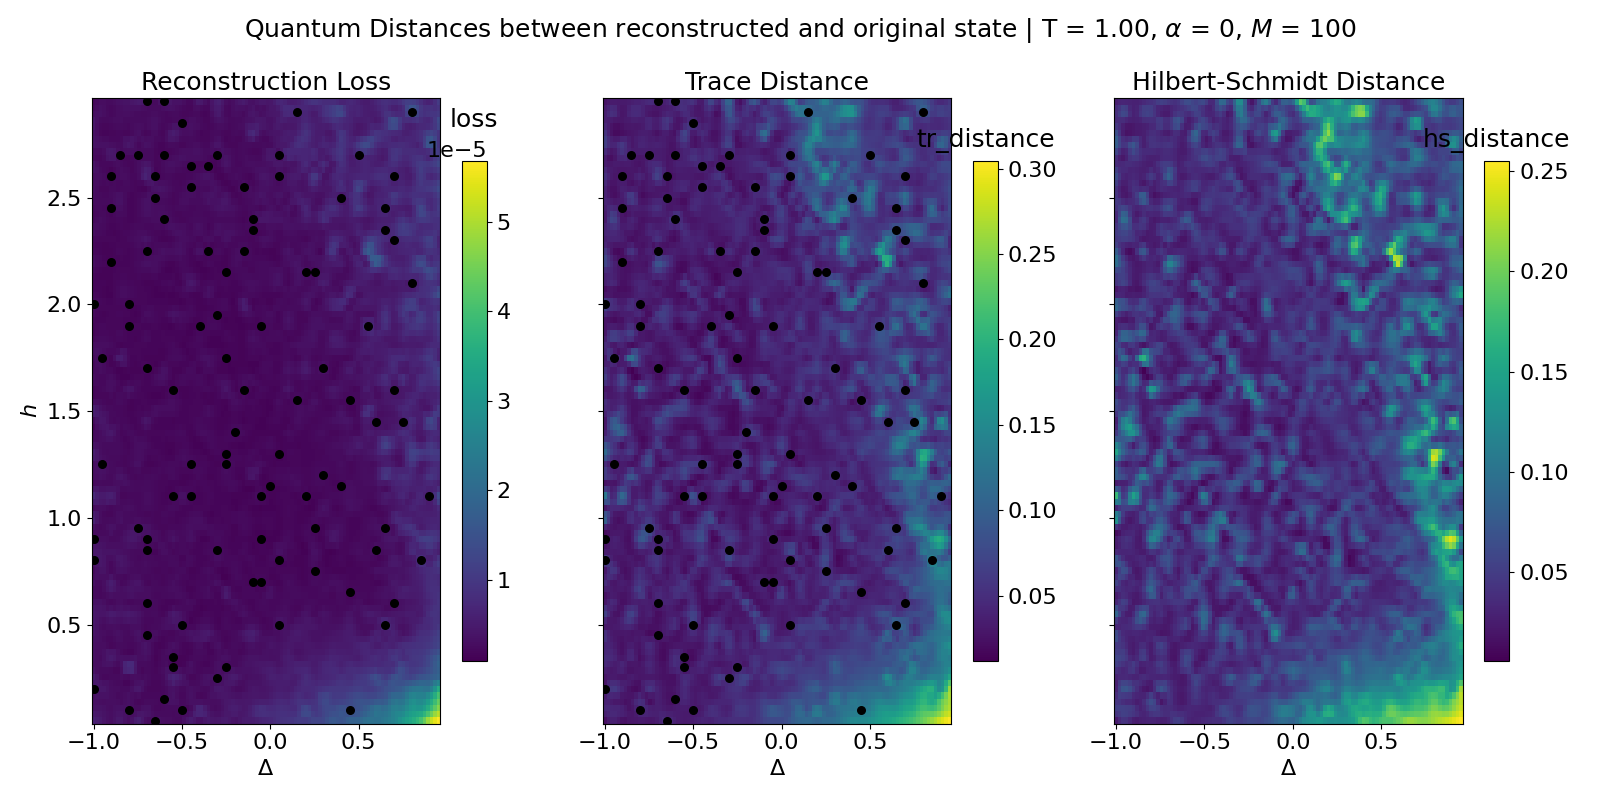 Quantum Distances between reconstructed and original state | T = 1.00, α = 0, M = 100
Reconstruction Loss
Trace Distance
Hilbert-Schmidt Distance
loss
1e−5
5
4
3
2
1
tr_distance
0.30
0.25
0.20
0.15
0.10
0.05
hs_distance
0.25
0.20
0.15
0.10
0.05
h
2.5
2.0
1.5
1.0
0.5
−1.0 −0.5 0.0 0.5
Δ
−1.0 −0.5 0.0 0.5
Δ
−1.0 −0.5 0.0 0.5
Δ